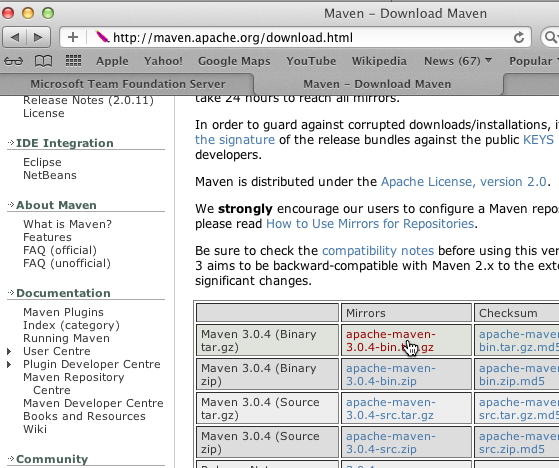 Maven – Download Maven
http://maven.apache.org/download.html
Apple Yahoo! Google Maps YouTube Wikipedia News (67) Popular
Microsoft Team Foundation Server
Maven – Download Maven
Release Notes (2.0.11)
License
IDE Integration
Eclipse
NetBeans
About Maven
What is Maven?
Features
FAQ (official)
FAQ (unofficial)
Documentation
Maven Plugins
Index (category)
Running Maven
User Centre
Plugin Developer Centre
Maven Repository
Centre
Maven Developer Centre
Books and Resources
Wiki
Community
take 24 hours to reach all mirrors.
In order to guard against corrupted downloads/installations, i
the signature of the release bundles against the public KEYS
developers.
Maven is distributed under the Apache License, version 2.0.
We strongly encourage our users to configure a Maven repo
please read How to Use Mirrors for Repositories.
Be sure to check the compatibility notes before using this ver
3 aims to be backward-compatible with Maven 2.x to the exte
significant changes.
Mirrors Checksum
Maven 3.0.4 (Binary
tar.gz)
apache-maven-
3.0.4-bin.tar.gz
apache-maven-
bin.tar.gz.md5
Maven 3.0.4 (Binary
zip)
apache-maven-
3.0.4-bin.zip
apache-maven-
bin.zip.md5
Maven 3.0.4 (Source
tar.gz)
apache-maven-
3.0.4-src.tar.gz
apache-maven-
src.tar.gz.md5
Maven 3.0.4 (Source
zip)
apache-maven-
3.0.4-src.zip
apache-maven-
src.zip.md5